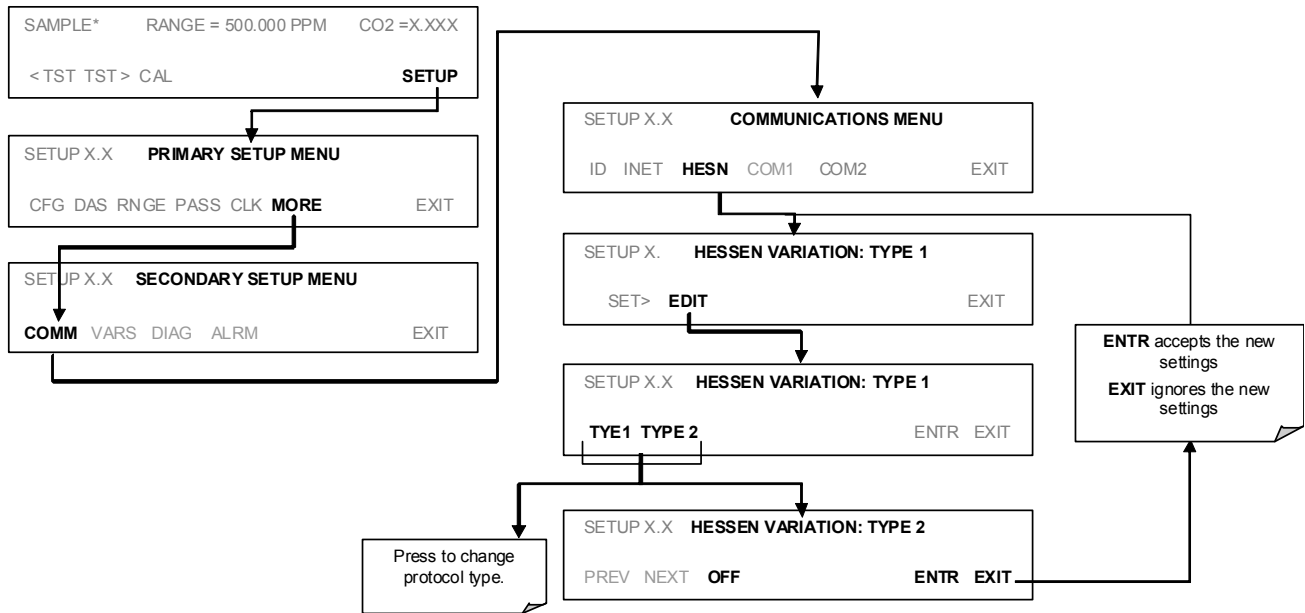 SAMPLE* RANGE = 500.000 PPM CO2 =X.XXX
< TST TST > CAL SETUP
SETUP X.X PRIMARY SETUP MENU
CFG DAS RNGE PASS CLK MORE EXIT
SETUP X.X SECONDARY SETUP MENU
COMM VARS DIAG ALRM EXIT
SETUP X.X COMMUNICATIONS MENU
ID INET HESN COM1 COM2 EXIT
SETUP X. HESSEN VARIATION: TYPE 1
SET> EDIT EXIT
SETUP X.X HESSEN VARIATION: TYPE 1
TYE1 TYPE 2 ENTR EXIT
Press to change
protocol type.
SETUP X.X HESSEN VARIATION: TYPE 2
PREV NEXT OFF ENTR EXIT
ENTR accepts the new
settings
EXIT ignores the new
settings